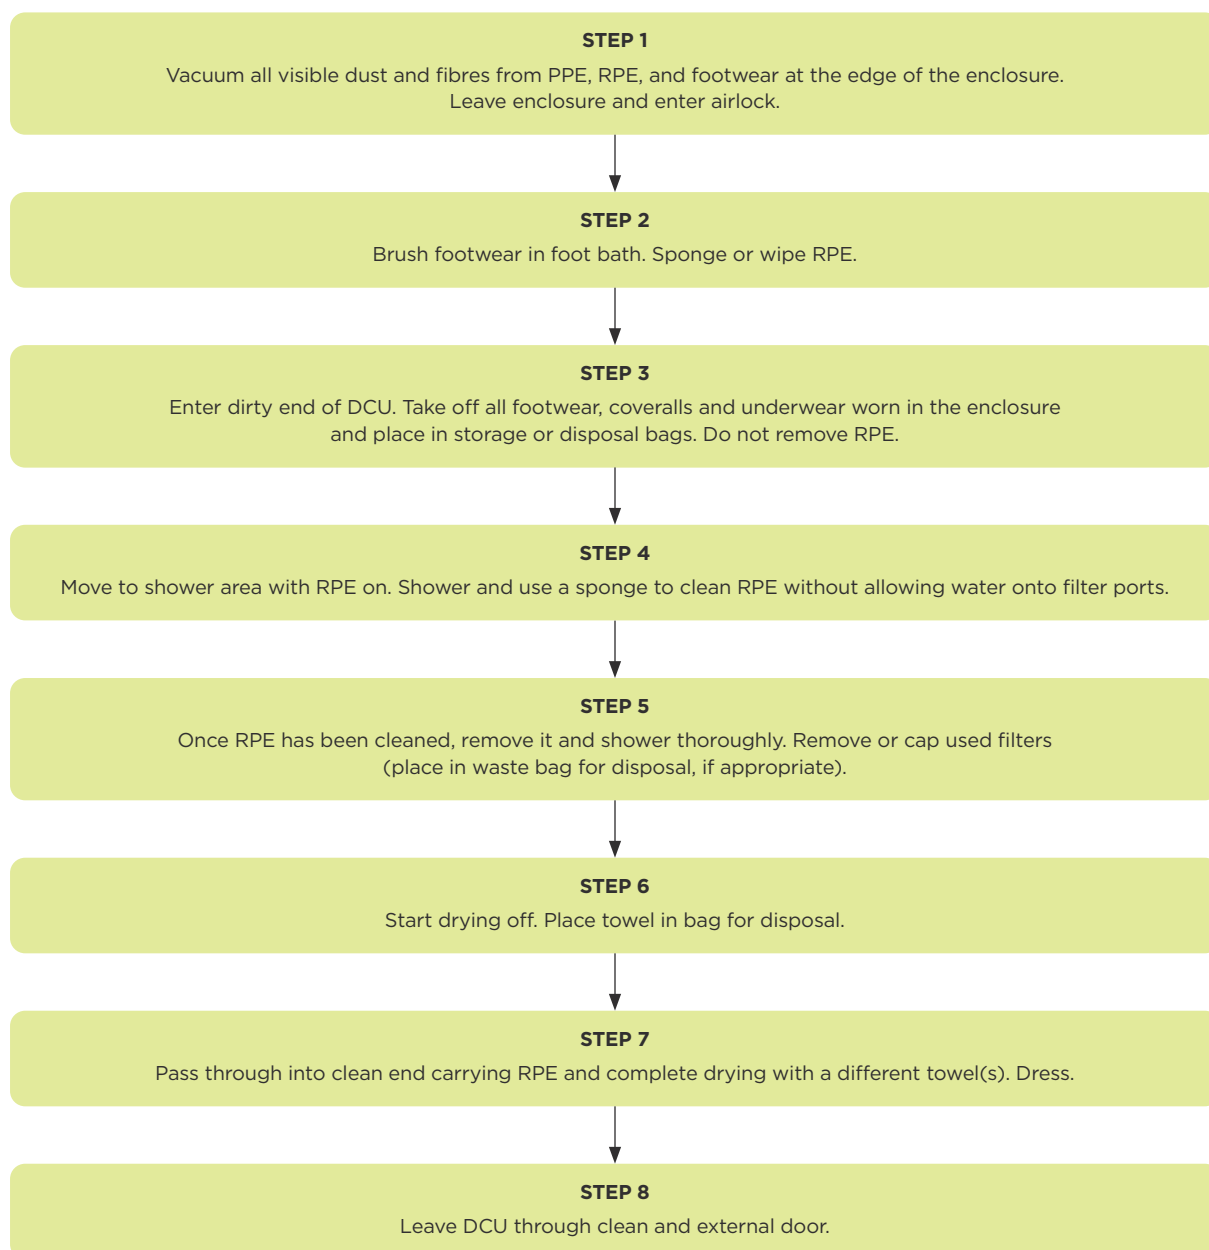 STEP 1
Vacuum all visible dust and fibres from PPE, RPE, and footwear at the edge of the enclosure.
Leave enclosure and enter airlock.
STEP 2
Brush footwear in foot bath. Sponge or wipe RPE.
STEP 3
Enter dirty end of DCU. Take off all footwear, coveralls and underwear worn in the enclosure
and place in storage or disposal bags. Do not remove RPE.
STEP 4
Move to shower area with RPE on. Shower and use a sponge to clean RPE without allowing water onto filter ports.
STEP 5
Once RPE has been cleaned, remove it and shower thoroughly. Remove or cap used filters
(place in waste bag for disposal, if appropriate).
STEP 6
Start drying off. Place towel in bag for disposal.
STEP 7
Pass through into clean end carrying RPE and complete drying with a different towel(s). Dress.
STEP 8
Leave DCU through clean and external door.